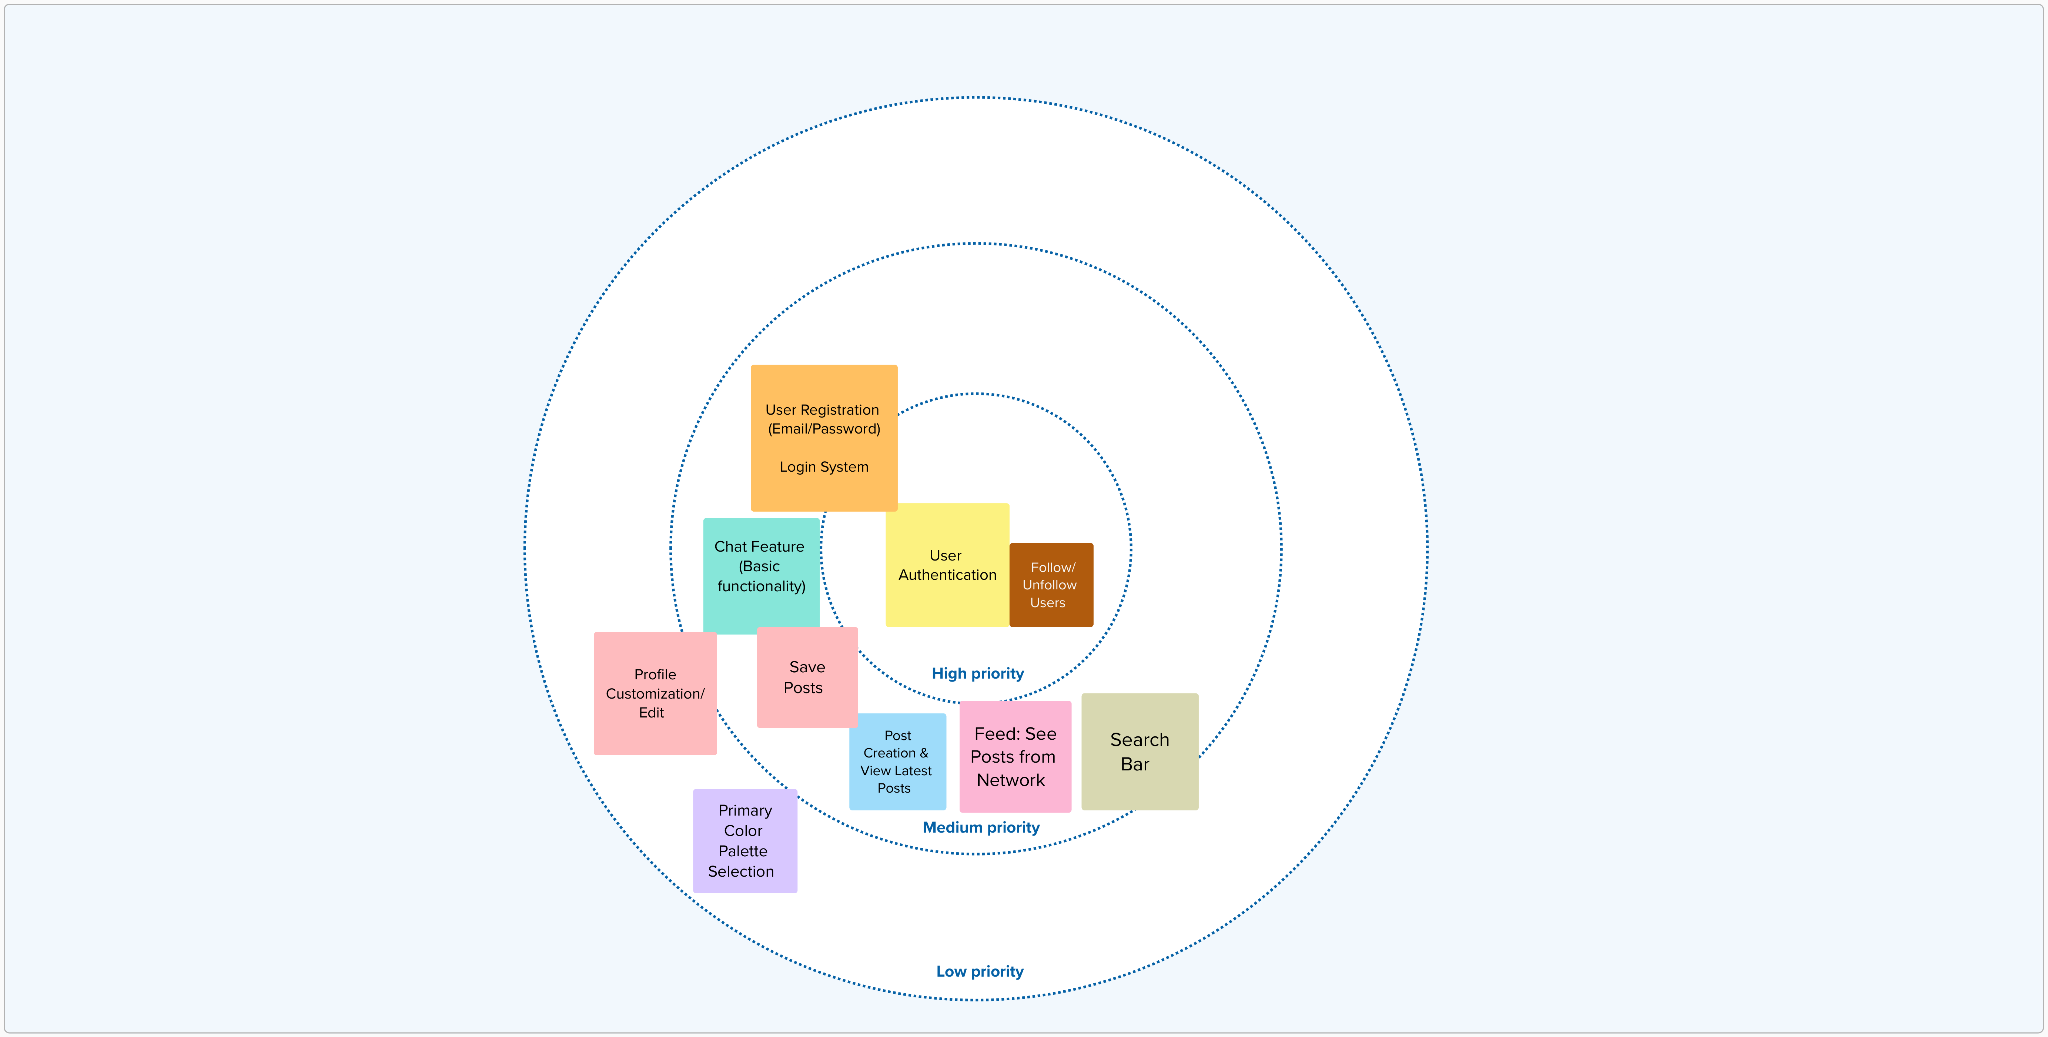 User Registration
(Email/Password)
Login System
Chat Feature
(Basic
functionality)
User
Authentication
Follow/
Unfollow
Users
Profile
Customization/
Edit
Save
Posts
High priority
Post
Creation &
View Latest
Posts
Feed: See
Posts from
Network
Search
Bar
Primary
Color
Palette
Selection
Medium priority
Low priority